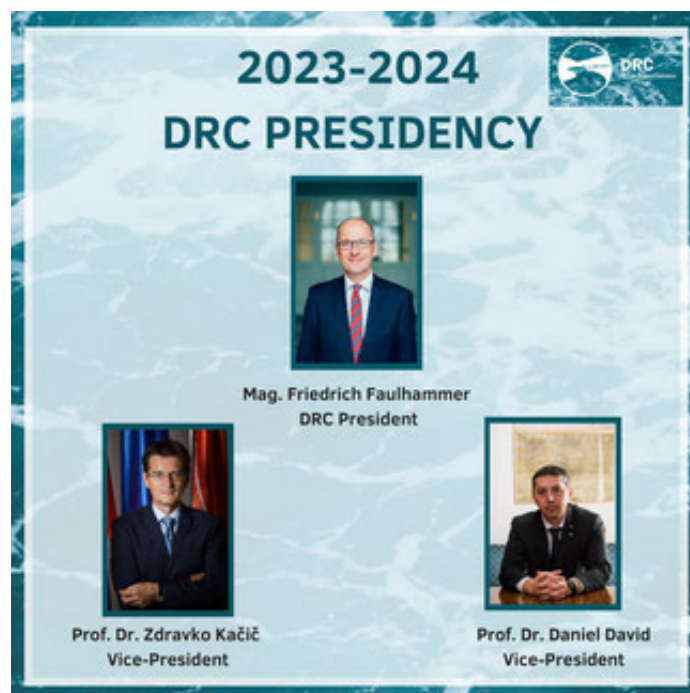 2023-2024
DRC
DRC PRESIDENCY
Mag. Friedrich Faulhammer
DRC President
Prof. Dr. Zdravko Kačič
Vice-President
Prof. Dr. Daniel David
Vice-President